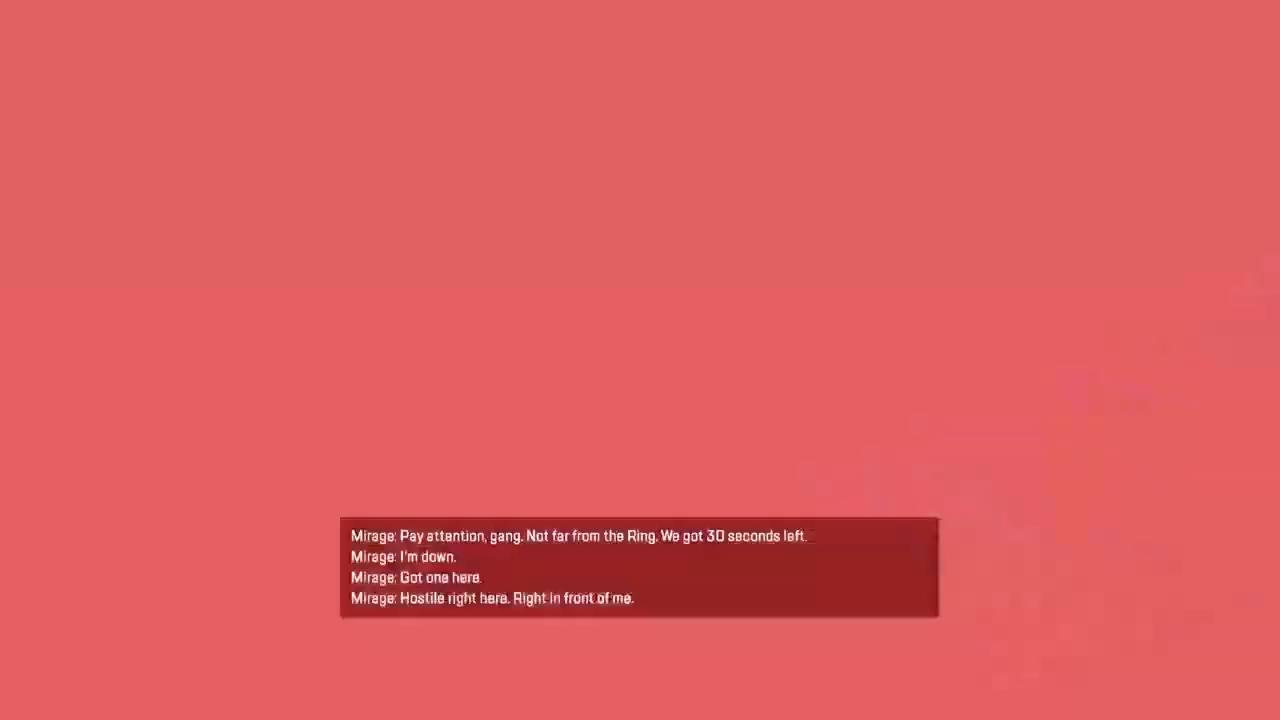 Mirage: Pay attention, gang. Not far from the Ring. We got 30 seconds left.
Mirage: I'm down.
Mirage: Got one here.
Mirage: Hostile right here. Right in front of me.